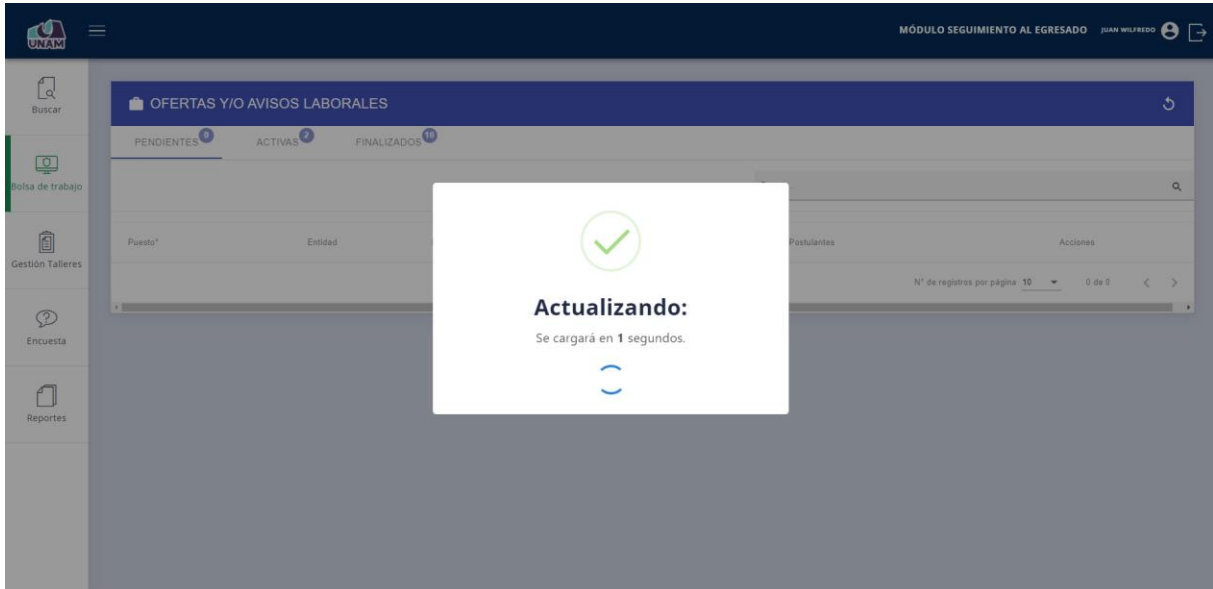 UNAM
MÓDULO SEGUIMIENTO AL EGRESADO JUAN WILFREDO
Buscar
Bolsa de trabajo
Gestión Talleres
Encuesta
Reportes
OFERTAS Y/O AVISOS LABORALES
PENDIENTES 0 ACTIVAS 2 FINALIZADOS 10
Puesto↑ Entidad Postulantes Acciones
N° de registros por página 10 0 de 0
Actualizando:
Se cargará en 1 segundos.